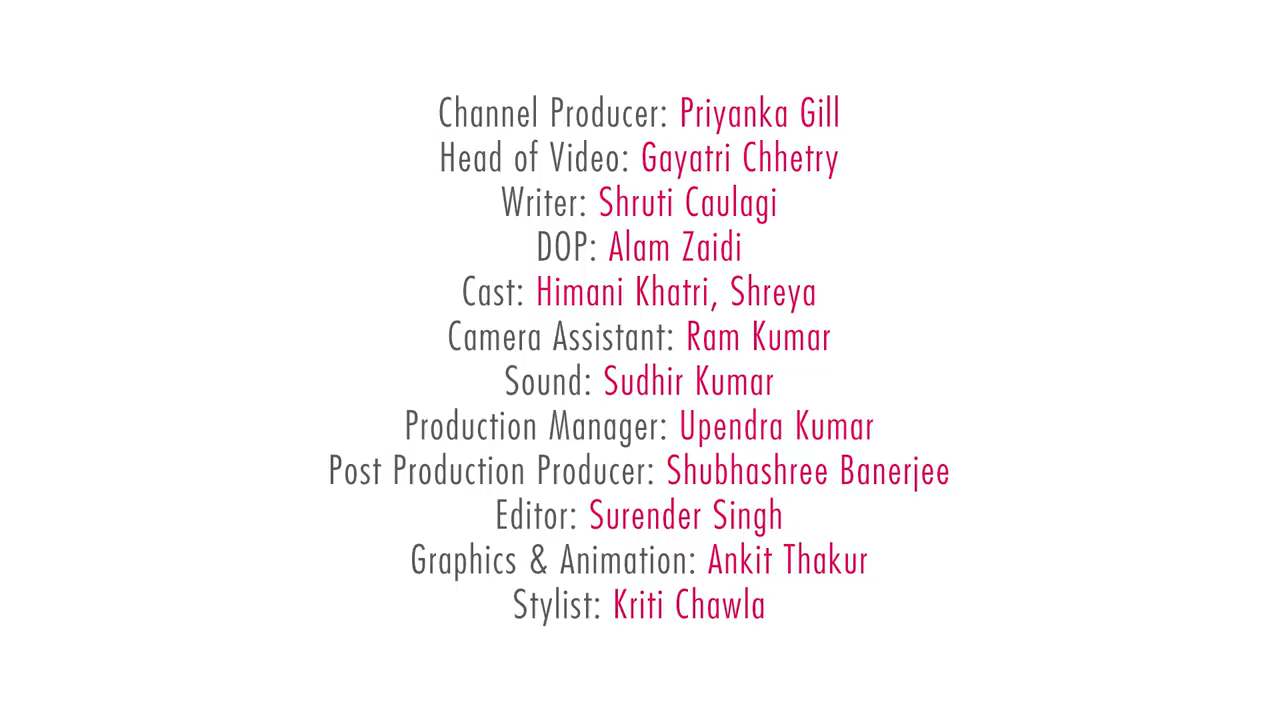 Channel Producer: Priyanka Gill
Head of Video: Gayatri Chhetry
Writer: Shruti Caulagi
DOP: Alam Zaidi
Cast: Himani Khatri, Shreya
Camera Assistant: Ram Kumar
Sound: Sudhir Kumar
Production Manager: Upendra Kumar
Post Production Producer: Shubhashree Banerjee
Editor: Surender Singh
Graphics & Animation: Ankit Thakur
Stylist: Kriti Chawla